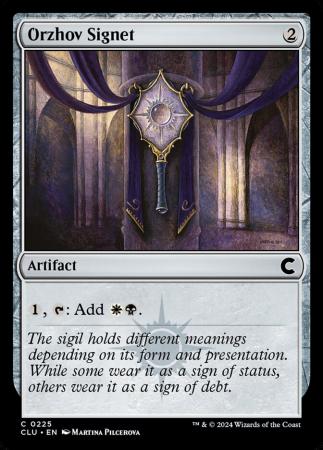 Orzhov Signet 2
Artifact
1, T: Add
The sigil holds different meanings
depending on its form and presentation.
While some wear it as a sign of status,
others wear it as a sign of debt.
C 0225
CLU • EN Martina Pilcerova
™ & © 2024 Wizards of the Coast